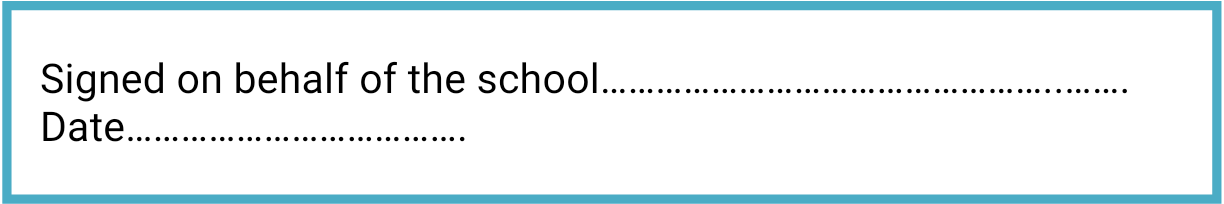 Signed on behalf of the school……………………………………………..…….
Date……………………………….